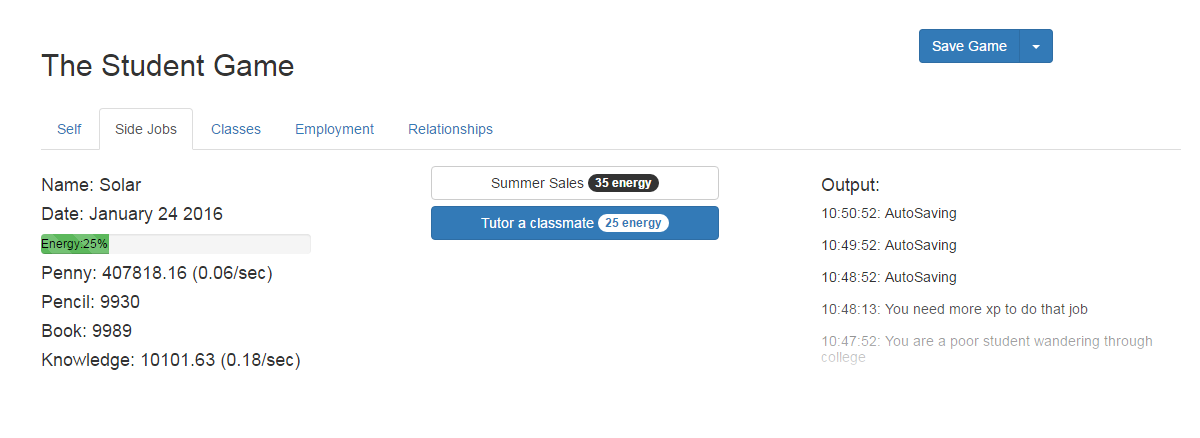 Save Game
The Student Game
Self
Side Jobs
Classes
Employment
Relationships
Name: Solar
Date: January 24 2016
Energy:25%
Penny: 407818.16 (0.06/sec)
Pencil: 9930
Book: 9989
Knowledge: 10101.63 (0.18/sec)
Summer Sales 35 energy
Tutor a classmate 25 energy
Output:
10:50:52: AutoSaving
10:49:52: AutoSaving
10:48:52: AutoSaving
10:48:13: You need more xp to do that job
10:47:52: You are a poor student wandering through
college